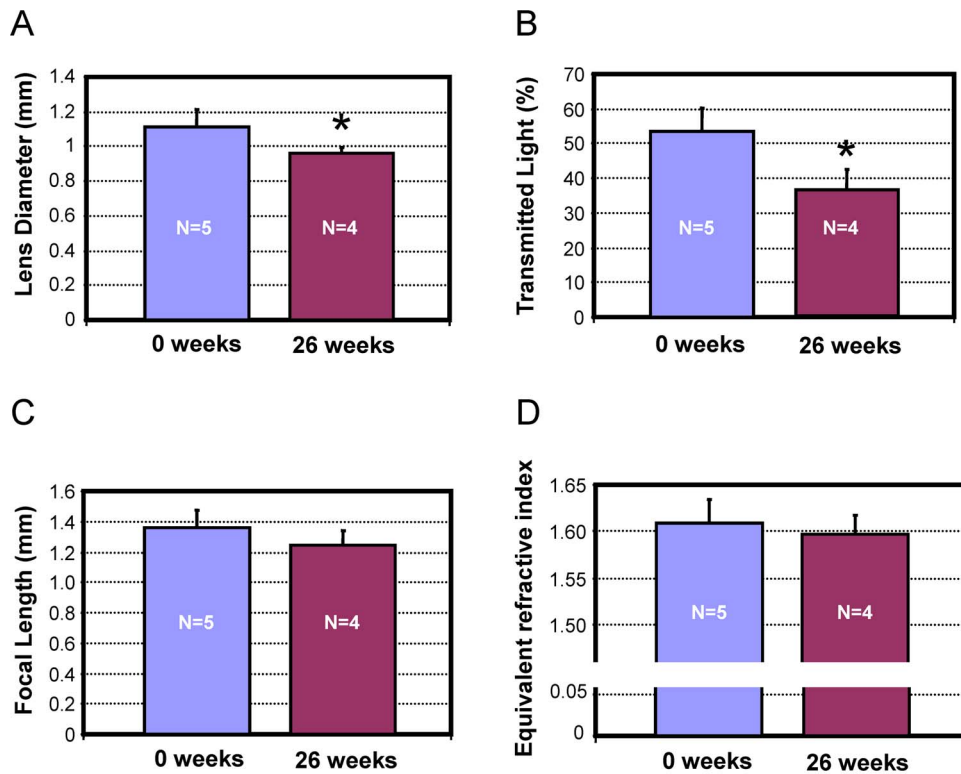 A
Lens Diameter (mm)
1.4
1.2
1
0.8
0.6
0.4
0.2
0
*
N=5
N=4
0 weeks
26 weeks
B
Transmitted Light (%)
70
60
50
40
30
20
10
0
*
N=5
N=4
0 weeks
26 weeks
C
Focal Length (mm)
1.6
1.4
1.2
1.0
0.8
0.6
0.4
0.2
0
N=5
N=4
0 weeks
26 weeks
D
Equivalent refractive index
1.65
1.60
1.55
1.50
0.05
0
N=5
N=4
0 weeks
26 weeks